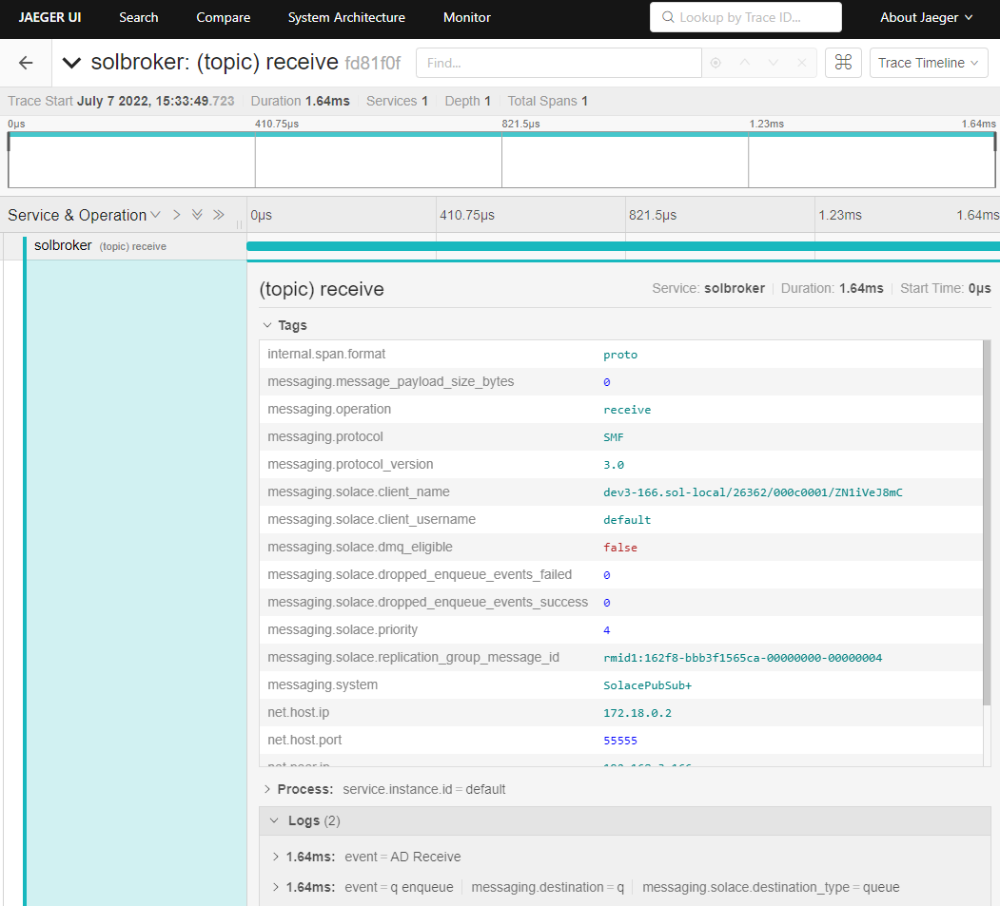 JAEGER UI Search Compare System Architecture Monitor Lookup by Trace ID... About Jaeger
solbroker: (topic) receive fd81f0f Find... ⌘ Trace Timeline
Trace Start July 7 2022, 15:33:49.723 Duration 1.64ms Services 1 Depth 1 Total Spans 1
0μs 410.75μs 821.5μs 1.23ms 1.64ms
Service & Operation 0μs 410.75μs 821.5μs 1.23ms 1.64ms
solbroker (topic) receive
(topic) receive Service: solbroker Duration: 1.64ms Start Time: 0μs
Tags
internal.span.format proto
messaging.message_payload_size_bytes 0
messaging.operation receive
messaging.protocol SMF
messaging.protocol_version 3.0
messaging.solace.client_name dev3-166.sol-local/26362/000c0001/ZN1iVeJ8mC
messaging.solace.client_username default
messaging.solace.dmq_eligible false
messaging.solace.dropped_enqueue_events_failed 0
messaging.solace.dropped_enqueue_events_success 0
messaging.solace.priority 4
messaging.solace.replication_group_message_id rmid1:162f8-bbb3f1565ca-00000000-00000004
messaging.system SolacePubSub+
net.host.ip 172.18.0.2
net.host.port 55555
Process: service.instance.id = default
Logs (2)
1.64ms: event = AD Receive
1.64ms: event = q enqueue messaging.destination = q messaging.solace.destination_type = queue